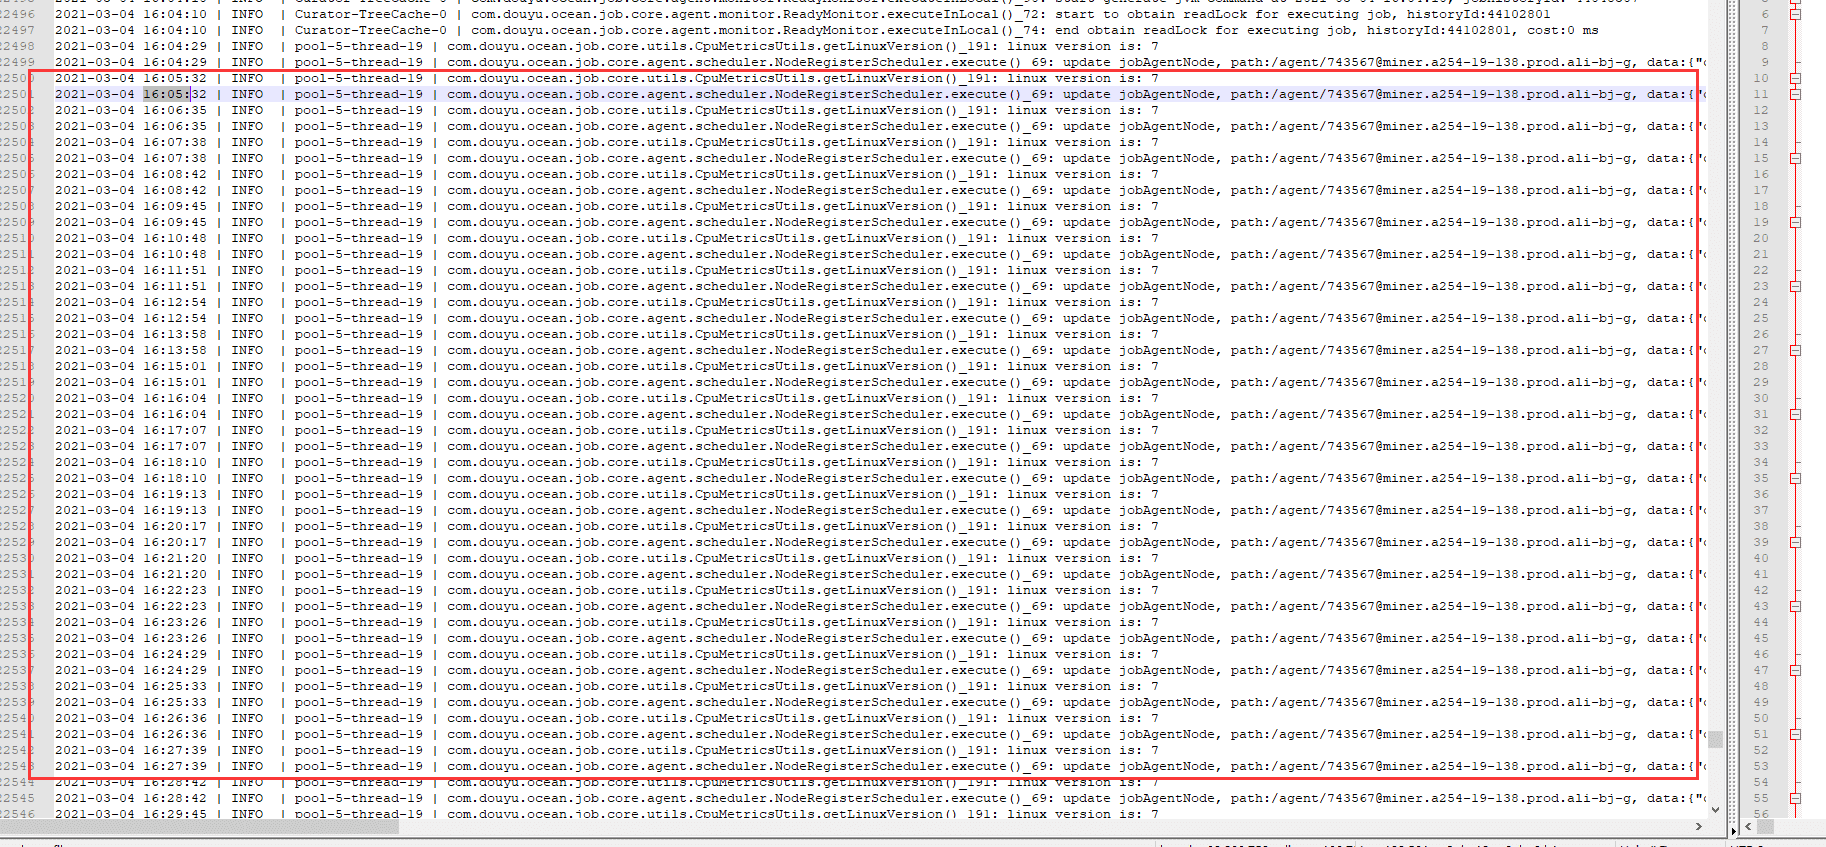 22496 2021-03-04 16:04:10 | INFO | Curator-TreeCache-0 | com.douyu.ocean.job.core.agent.monitor.ReadyMonitor.executeInLocal()_72: start to obtain readLock for executing job, historyId:44102801
22497 2021-03-04 16:04:10 | INFO | Curator-TreeCache-0 | com.douyu.ocean.job.core.agent.monitor.ReadyMonitor.executeInLocal()_74: end obtain readLock for executing job, historyId:44102801, cost:0 ms
22498 2021-03-04 16:04:29 | INFO | pool-5-thread-19 | com.douyu.ocean.job.core.utils.CpuMetricsUtils.getLinuxVersion()_191: linux version is: 7
22499 2021-03-04 16:04:29 | INFO | pool-5-thread-19 | com.douyu.ocean.job.core.agent.scheduler.NodeRegisterScheduler.execute()_69: update jobAgentNode, path:/agent/743567@miner.a254-19-138.prod.ali-bj-g, data:{"
2021-03-04 16:05:32 | INFO | pool-5-thread-19 | com.douyu.ocean.job.core.utils.CpuMetricsUtils.getLinuxVersion()_191: linux version is: 7
2021-03-04 16:05:32 | INFO | pool-5-thread-19 | com.douyu.ocean.job.core.agent.scheduler.NodeRegisterScheduler.execute()_69: update jobAgentNode, path:/agent/743567@miner.a254-19-138.prod.ali-bj-g, data:{"
2021-03-04 16:06:35 | INFO | pool-5-thread-19 | com.douyu.ocean.job.core.utils.CpuMetricsUtils.getLinuxVersion()_191: linux version is: 7
2021-03-04 16:06:35 | INFO | pool-5-thread-19 | com.douyu.ocean.job.core.agent.scheduler.NodeRegisterScheduler.execute()_69: update jobAgentNode, path:/agent/743567@miner.a254-19-138.prod.ali-bj-g, data:{"
2021-03-04 16:07:38 | INFO | pool-5-thread-19 | com.douyu.ocean.job.core.utils.CpuMetricsUtils.getLinuxVersion()_191: linux version is: 7
2021-03-04 16:07:38 | INFO | pool-5-thread-19 | com.douyu.ocean.job.core.agent.scheduler.NodeRegisterScheduler.execute()_69: update jobAgentNode, path:/agent/743567@miner.a254-19-138.prod.ali-bj-g, data:{"
2021-03-04 16:08:42 | INFO | pool-5-thread-19 | com.douyu.ocean.job.core.utils.CpuMetricsUtils.getLinuxVersion()_191: linux version is: 7
2021-03-04 16:08:42 | INFO | pool-5-thread-19 | com.douyu.ocean.job.core.agent.scheduler.NodeRegisterScheduler.execute()_69: update jobAgentNode, path:/agent/743567@miner.a254-19-138.prod.ali-bj-g, data:{"
2021-03-04 16:09:45 | INFO | pool-5-thread-19 | com.douyu.ocean.job.core.utils.CpuMetricsUtils.getLinuxVersion()_191: linux version is: 7
2021-03-04 16:09:45 | INFO | pool-5-thread-19 | com.douyu.ocean.job.core.agent.scheduler.NodeRegisterScheduler.execute()_69: update jobAgentNode, path:/agent/743567@miner.a254-19-138.prod.ali-bj-g, data:{"
2021-03-04 16:10:48 | INFO | pool-5-thread-19 | com.douyu.ocean.job.core.utils.CpuMetricsUtils.getLinuxVersion()_191: linux version is: 7
2021-03-04 16:10:48 | INFO | pool-5-thread-19 | com.douyu.ocean.job.core.agent.scheduler.NodeRegisterScheduler.execute()_69: update jobAgentNode, path:/agent/743567@miner.a254-19-138.prod.ali-bj-g, data:{"
2021-03-04 16:11:51 | INFO | pool-5-thread-19 | com.douyu.ocean.job.core.utils.CpuMetricsUtils.getLinuxVersion()_191: linux version is: 7
2021-03-04 16:11:51 | INFO | pool-5-thread-19 | com.douyu.ocean.job.core.agent.scheduler.NodeRegisterScheduler.execute()_69: update jobAgentNode, path:/agent/743567@miner.a254-19-138.prod.ali-bj-g, data:{"
2021-03-04 16:12:54 | INFO | pool-5-thread-19 | com.douyu.ocean.job.core.utils.CpuMetricsUtils.getLinuxVersion()_191: linux version is: 7
2021-03-04 16:12:54 | INFO | pool-5-thread-19 | com.douyu.ocean.job.core.agent.scheduler.NodeRegisterScheduler.execute()_69: update jobAgentNode, path:/agent/743567@miner.a254-19-138.prod.ali-bj-g, data:{"
2021-03-04 16:13:58 | INFO | pool-5-thread-19 | com.douyu.ocean.job.core.utils.CpuMetricsUtils.getLinuxVersion()_191: linux version is: 7
2021-03-04 16:13:58 | INFO | pool-5-thread-19 | com.douyu.ocean.job.core.agent.scheduler.NodeRegisterScheduler.execute()_69: update jobAgentNode, path:/agent/743567@miner.a254-19-138.prod.ali-bj-g, data:{"
2021-03-04 16:15:01 | INFO | pool-5-thread-19 | com.douyu.ocean.job.core.utils.CpuMetricsUtils.getLinuxVersion()_191: linux version is: 7
2021-03-04 16:15:01 | INFO | pool-5-thread-19 | com.douyu.ocean.job.core.agent.scheduler.NodeRegisterScheduler.execute()_69: update jobAgentNode, path:/agent/743567@miner.a254-19-138.prod.ali-bj-g, data:{"
2021-03-04 16:16:04 | INFO | pool-5-thread-19 | com.douyu.ocean.job.core.utils.CpuMetricsUtils.getLinuxVersion()_191: linux version is: 7
2021-03-04 16:16:04 | INFO | pool-5-thread-19 | com.douyu.ocean.job.core.agent.scheduler.NodeRegisterScheduler.execute()_69: update jobAgentNode, path:/agent/743567@miner.a254-19-138.prod.ali-bj-g, data:{"
2021-03-04 16:17:07 | INFO | pool-5-thread-19 | com.douyu.ocean.job.core.utils.CpuMetricsUtils.getLinuxVersion()_191: linux version is: 7
2021-03-04 16:17:07 | INFO | pool-5-thread-19 | com.douyu.ocean.job.core.agent.scheduler.NodeRegisterScheduler.execute()_69: update jobAgentNode, path:/agent/743567@miner.a254-19-138.prod.ali-bj-g, data:{"
2021-03-04 16:18:10 | INFO | pool-5-thread-19 | com.douyu.ocean.job.core.utils.CpuMetricsUtils.getLinuxVersion()_191: linux version is: 7
2021-03-04 16:18:10 | INFO | pool-5-thread-19 | com.douyu.ocean.job.core.agent.scheduler.NodeRegisterScheduler.execute()_69: update jobAgentNode, path:/agent/743567@miner.a254-19-138.prod.ali-bj-g, data:{"
2021-03-04 16:19:13 | INFO | pool-5-thread-19 | com.douyu.ocean.job.core.utils.CpuMetricsUtils.getLinuxVersion()_191: linux version is: 7
2021-03-04 16:19:13 | INFO | pool-5-thread-19 | com.douyu.ocean.job.core.agent.scheduler.NodeRegisterScheduler.execute()_69: update jobAgentNode, path:/agent/743567@miner.a254-19-138.prod.ali-bj-g, data:{"
2021-03-04 16:20:17 | INFO | pool-5-thread-19 | com.douyu.ocean.job.core.utils.CpuMetricsUtils.getLinuxVersion()_191: linux version is: 7
2021-03-04 16:20:17 | INFO | pool-5-thread-19 | com.douyu.ocean.job.core.agent.scheduler.NodeRegisterScheduler.execute()_69: update jobAgentNode, path:/agent/743567@miner.a254-19-138.prod.ali-bj-g, data:{"
2021-03-04 16:21:20 | INFO | pool-5-thread-19 | com.douyu.ocean.job.core.utils.CpuMetricsUtils.getLinuxVersion()_191: linux version is: 7
2021-03-04 16:21:20 | INFO | pool-5-thread-19 | com.douyu.ocean.job.core.agent.scheduler.NodeRegisterScheduler.execute()_69: update jobAgentNode, path:/agent/743567@miner.a254-19-138.prod.ali-bj-g, data:{"
2021-03-04 16:22:23 | INFO | pool-5-thread-19 | com.douyu.ocean.job.core.utils.CpuMetricsUtils.getLinuxVersion()_191: linux version is: 7
2021-03-04 16:22:23 | INFO | pool-5-thread-19 | com.douyu.ocean.job.core.agent.scheduler.NodeRegisterScheduler.execute()_69: update jobAgentNode, path:/agent/743567@miner.a254-19-138.prod.ali-bj-g, data:{"
2021-03-04 16:23:26 | INFO | pool-5-thread-19 | com.douyu.ocean.job.core.utils.CpuMetricsUtils.getLinuxVersion()_191: linux version is: 7
2021-03-04 16:23:26 | INFO | pool-5-thread-19 | com.douyu.ocean.job.core.agent.scheduler.NodeRegisterScheduler.execute()_69: update jobAgentNode, path:/agent/743567@miner.a254-19-138.prod.ali-bj-g, data:{"
2021-03-04 16:24:29 | INFO | pool-5-thread-19 | com.douyu.ocean.job.core.utils.CpuMetricsUtils.getLinuxVersion()_191: linux version is: 7
2021-03-04 16:24:29 | INFO | pool-5-thread-19 | com.douyu.ocean.job.core.agent.scheduler.NodeRegisterScheduler.execute()_69: update jobAgentNode, path:/agent/743567@miner.a254-19-138.prod.ali-bj-g, data:{"
2021-03-04 16:25:33 | INFO | pool-5-thread-19 | com.douyu.ocean.job.core.utils.CpuMetricsUtils.getLinuxVersion()_191: linux version is: 7
2021-03-04 16:25:33 | INFO | pool-5-thread-19 | com.douyu.ocean.job.core.agent.scheduler.NodeRegisterScheduler.execute()_69: update jobAgentNode, path:/agent/743567@miner.a254-19-138.prod.ali-bj-g, data:{"
2021-03-04 16:26:36 | INFO | pool-5-thread-19 | com.douyu.ocean.job.core.utils.CpuMetricsUtils.getLinuxVersion()_191: linux version is: 7
2021-03-04 16:26:36 | INFO | pool-5-thread-19 | com.douyu.ocean.job.core.agent.scheduler.NodeRegisterScheduler.execute()_69: update jobAgentNode, path:/agent/743567@miner.a254-19-138.prod.ali-bj-g, data:{"
2021-03-04 16:27:39 | INFO | pool-5-thread-19 | com.douyu.ocean.job.core.utils.CpuMetricsUtils.getLinuxVersion()_191: linux version is: 7
2021-03-04 16:27:39 | INFO | pool-5-thread-19 | com.douyu.ocean.job.core.agent.scheduler.NodeRegisterScheduler.execute()_69: update jobAgentNode, path:/agent/743567@miner.a254-19-138.prod.ali-bj-g, data:{"
22544 2021-03-04 16:28:42 | INFO | pool-5-thread-19 | com.douyu.ocean.job.core.utils.CpuMetricsUtils.getLinuxVersion()_191: linux version is: 7
22545 2021-03-04 16:28:42 | INFO | pool-5-thread-19 | com.douyu.ocean.job.core.agent.scheduler.NodeRegisterScheduler.execute()_69: update jobAgentNode, path:/agent/743567@miner.a254-19-138.prod.ali-bj-g, data:{"
22546 2021-03-04 16:29:45 | INFO | pool-5-thread-19 | com.douyu.ocean.job.core.utils.CpuMetricsUtils.getLinuxVersion()_191: linux version is: 7
6
7
8
9
10
11
12
13
14
15
16
17
18
19
20
21
22
23
24
25
26
27
28
29
30
31
32
33
34
35
36
37
38
39
40
41
42
43
44
45
46
47
48
49
50
51
52
53
54
55
56